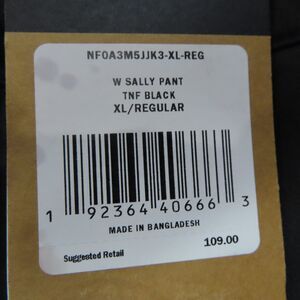 NF0A3M5JJK3-XL-REG
W SALLY PANT
TNF BLACK
XL/REGULAR
1 92364 40666 3
MADE IN BANGLADESH
109.00
Suggested Retail